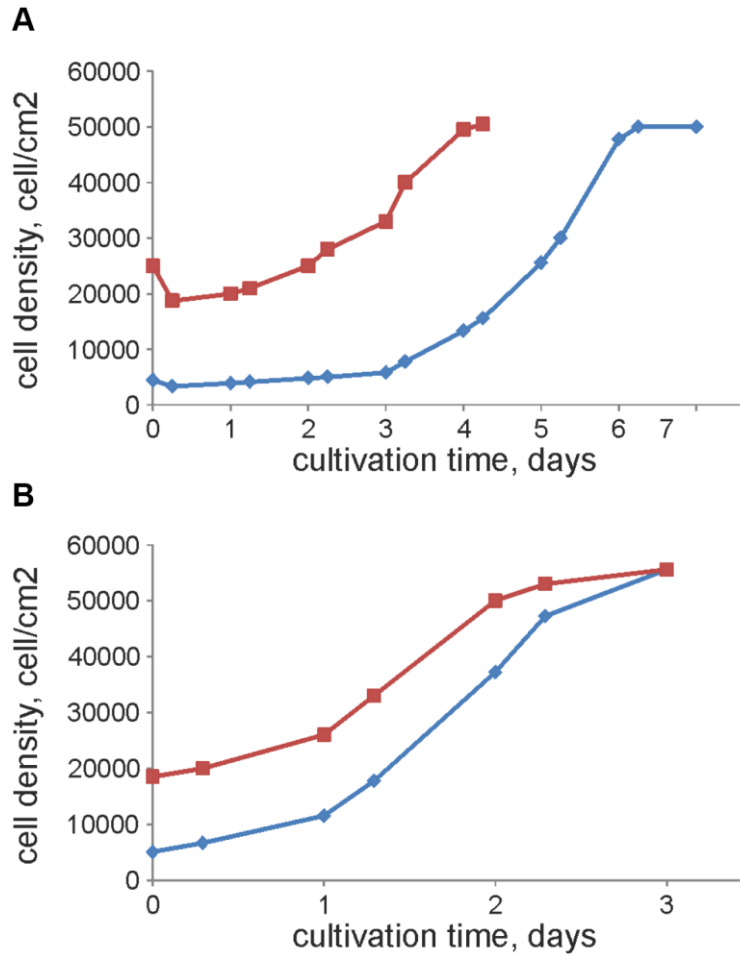 A
60000
50000
40000
30000
20000
10000
0
cell density, cell/cm2
0 1 2 3 4 5 6 7
cultivation time, days
B
60000
50000
40000
30000
20000
10000
0
cell density, cell/cm2
0 1 2 3
cultivation time, days